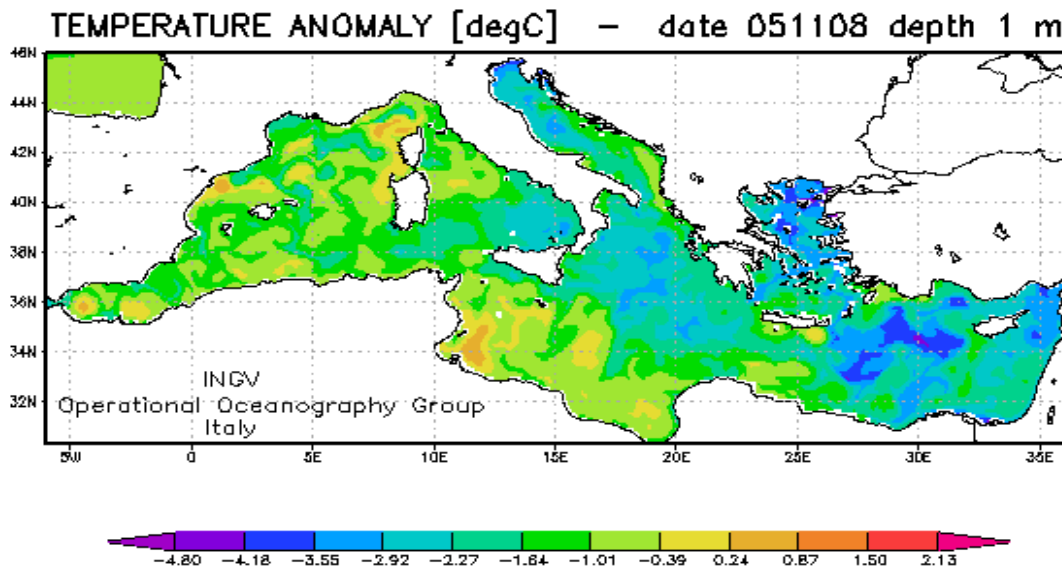 TEMPERATURE ANOMALY [degC] - date 051108 depth 1 m
46N
44N
42N
40N
38N
36N
34N
32N
INGV
Operational Oceanography Group
Italy
5W 0 5E 10E 15E 20E 25E 30E 35E
-4.80 -4.18 -3.55 -2.92 -2.27 -1.64 -1.01 -0.39 0.24 0.87 1.50 2.13